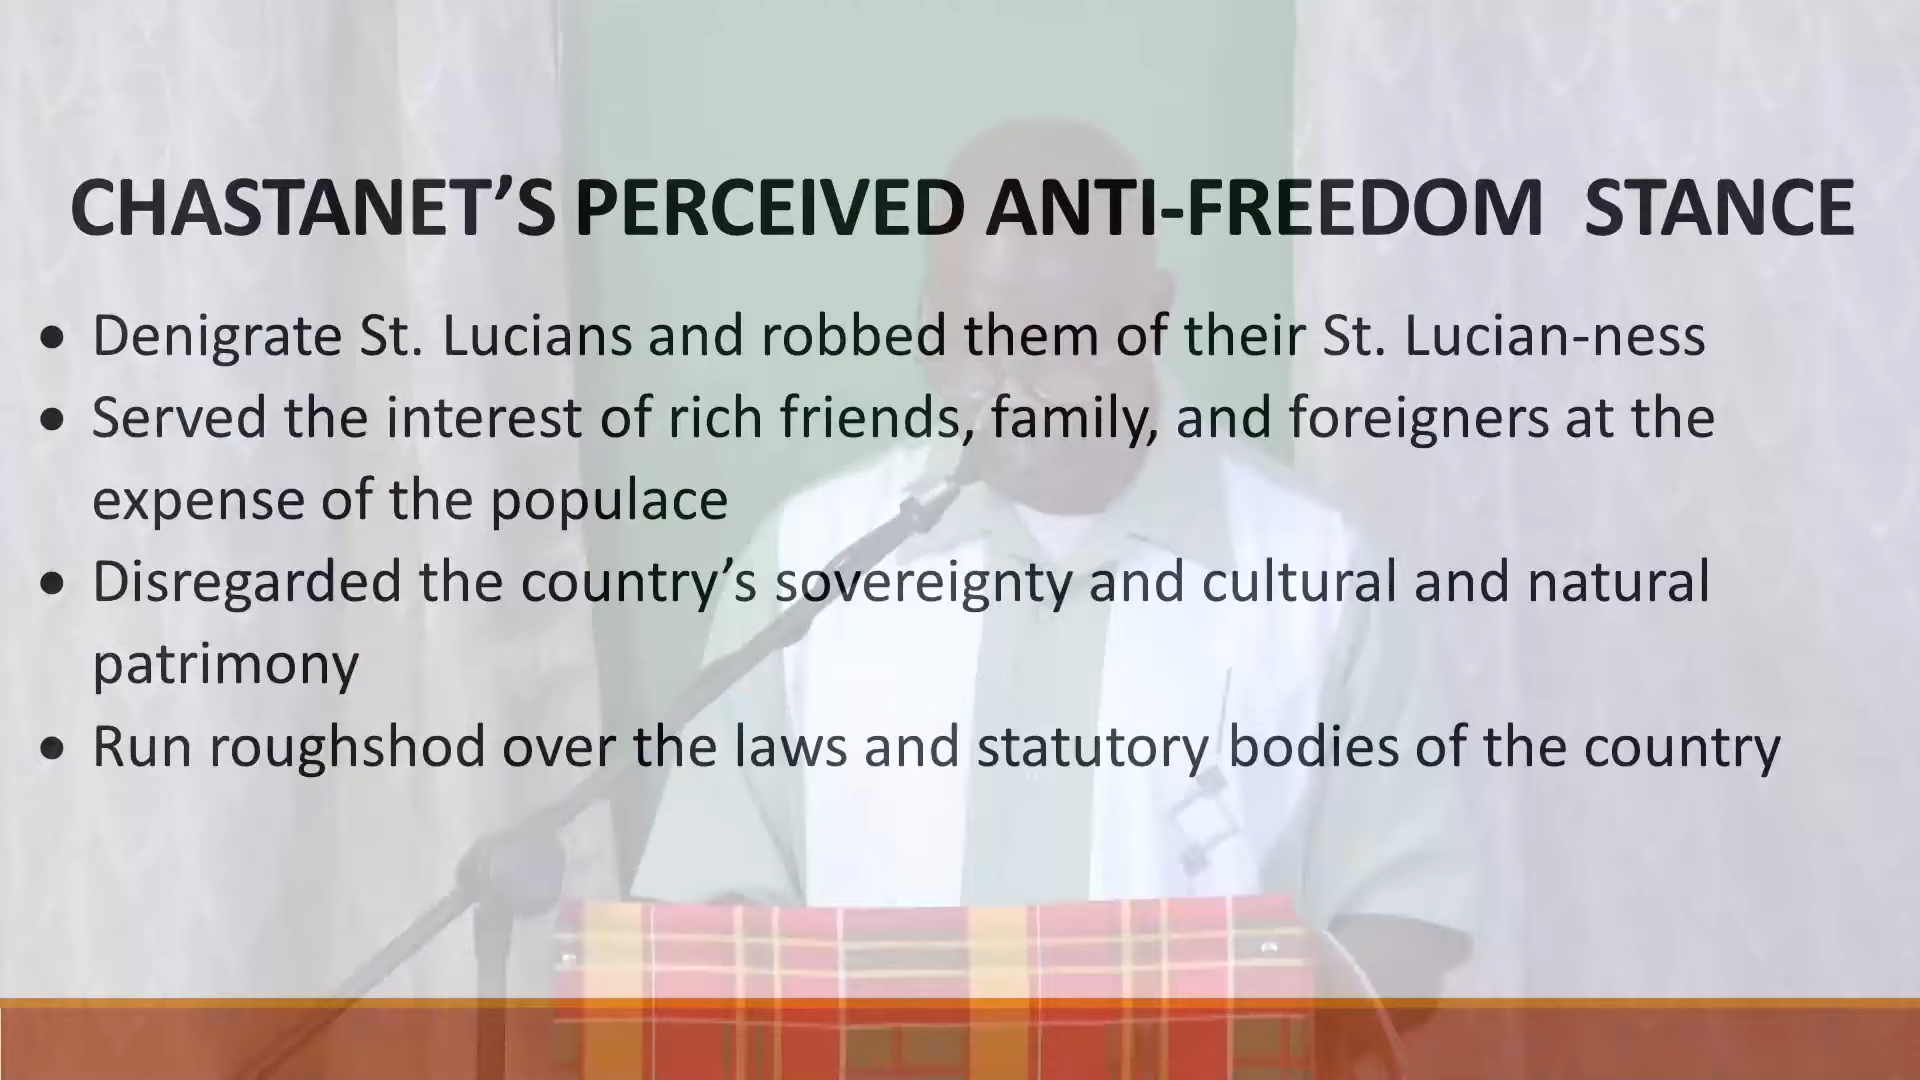 CHASTANET’S PERCEIVED ANTI-FREEDOM STANCE
• Denigrate St. Lucians and robbed them of their St. Lucian-ness
• Served the interest of rich friends, family, and foreigners at the
expense of the populace
• Disregarded the country’s sovereignty and cultural and natural
patrimony
• Run roughshod over the laws and statutory bodies of the country